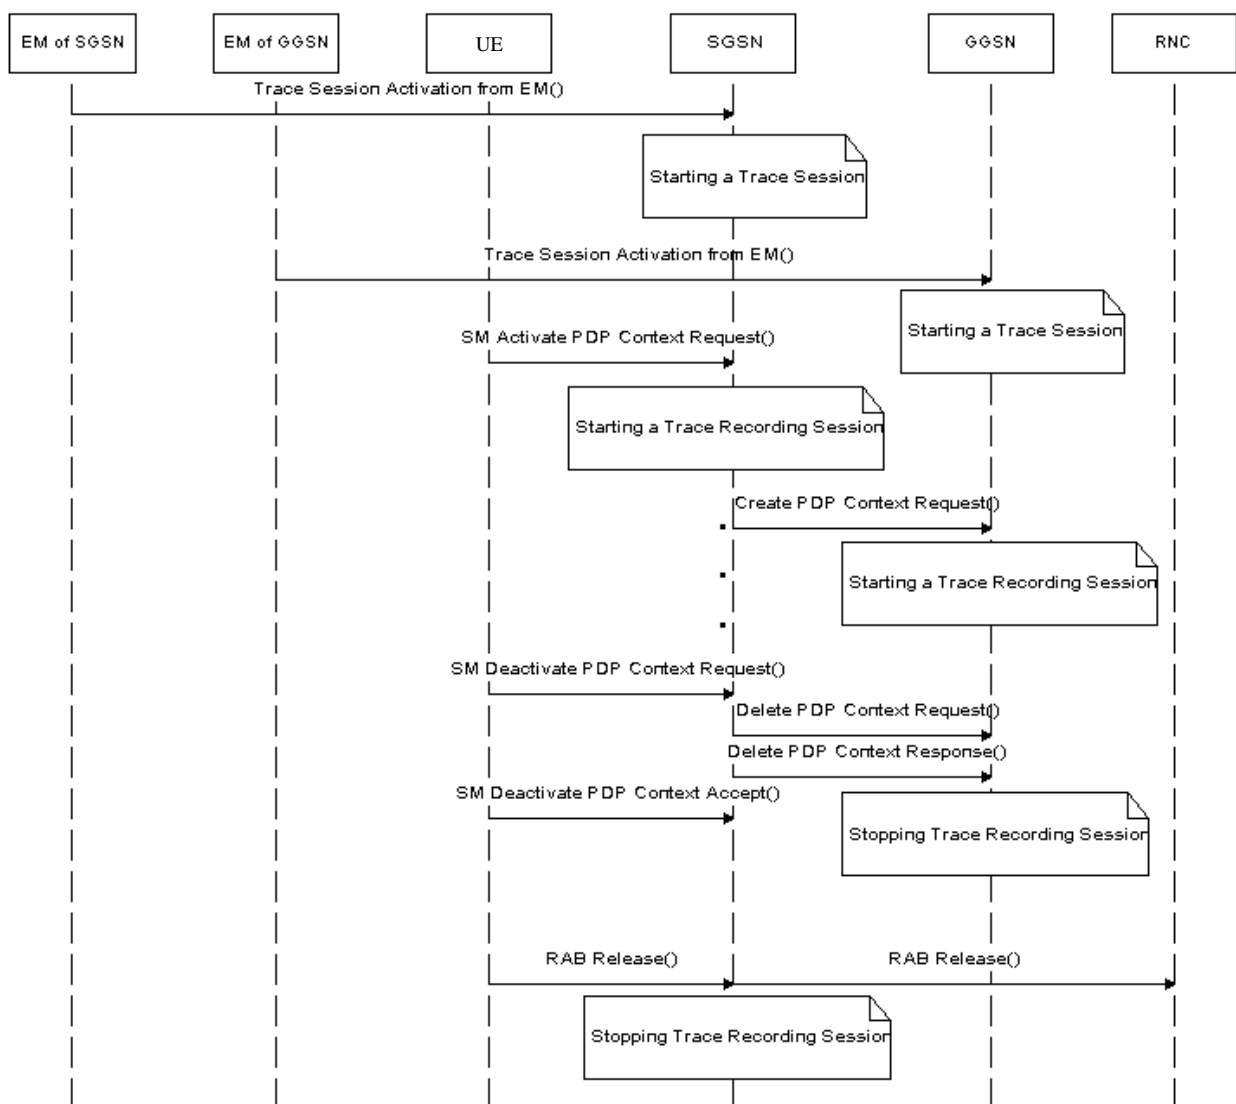 EM of SGSN
EM of GGSN
UE
SGSN
GGSN
RNC
Trace Session Activation from EM()
Starting a Trace Session
Trace Session Activation from EM()
Starting a Trace Session
SM Activate PDP Context Request()
Starting a Trace Recording Session
Create PDP Context Request()
Starting a Trace Recording Session
SM Deactivate PDP Context Request()
Delete PDP Context Request()
Delete PDP Context Response()
SM Deactivate PDP Context Accept()
Stopping Trace Recording Session
RAB Release()
RAB Release()
Stopping Trace Recording Session